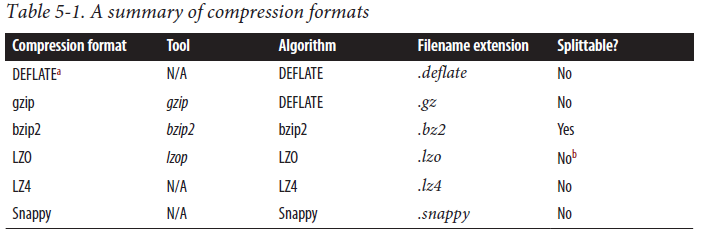 Table 5-1. A summary of compression formats
Compression format Tool Algorithm Filename extension Splittable?
DEFLATEa N/A DEFLATE .deflate No
gzip gzip DEFLATE .gz No
bzip2 bzip2 bzip2 .bz2 Yes
LZO lzop LZO .lzo Nob
LZ4 N/A LZ4 .lz4 No
Snappy N/A Snappy .snappy No